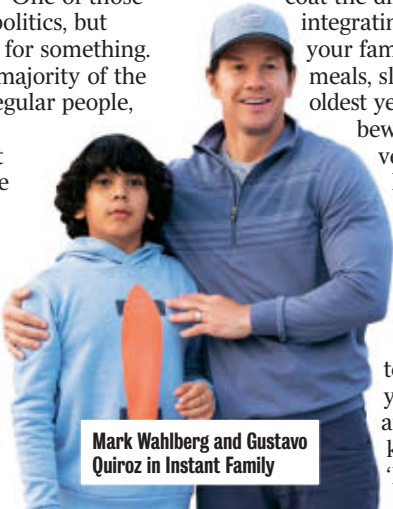 One of those
politics, but
for something.
majority of the
egular people,
coat the
integratin
your fam
meals, sl
oldest ye
bew
ve
Mark Wahlberg and Gustavo
Quiroz in Instant Family